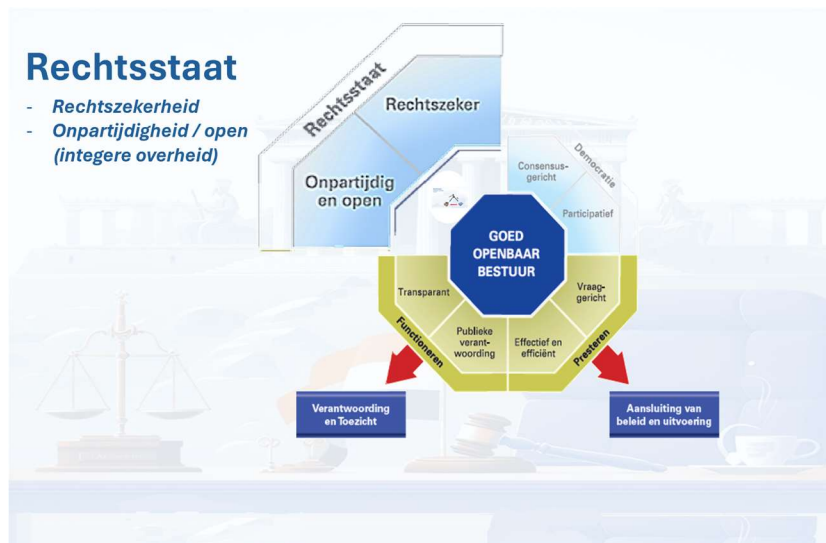 Rechtsstaat
- Rechtszekerheid
- Onpartijdigheid / open
(integere overheid)
Rechtsstaat
Rechtszeker
Onpartijdig
en open
Democratie
Consensus-
gericht
Participatief
GOED
OPENBAAR
BESTUUR
Transparant
Publieke
verant-
woording
Functioneren
Effectief en
efficiënt
Vraag-
gericht
Presteren
Verantwoording
en Toezicht
Aansluiting van
beleid en uitvoering